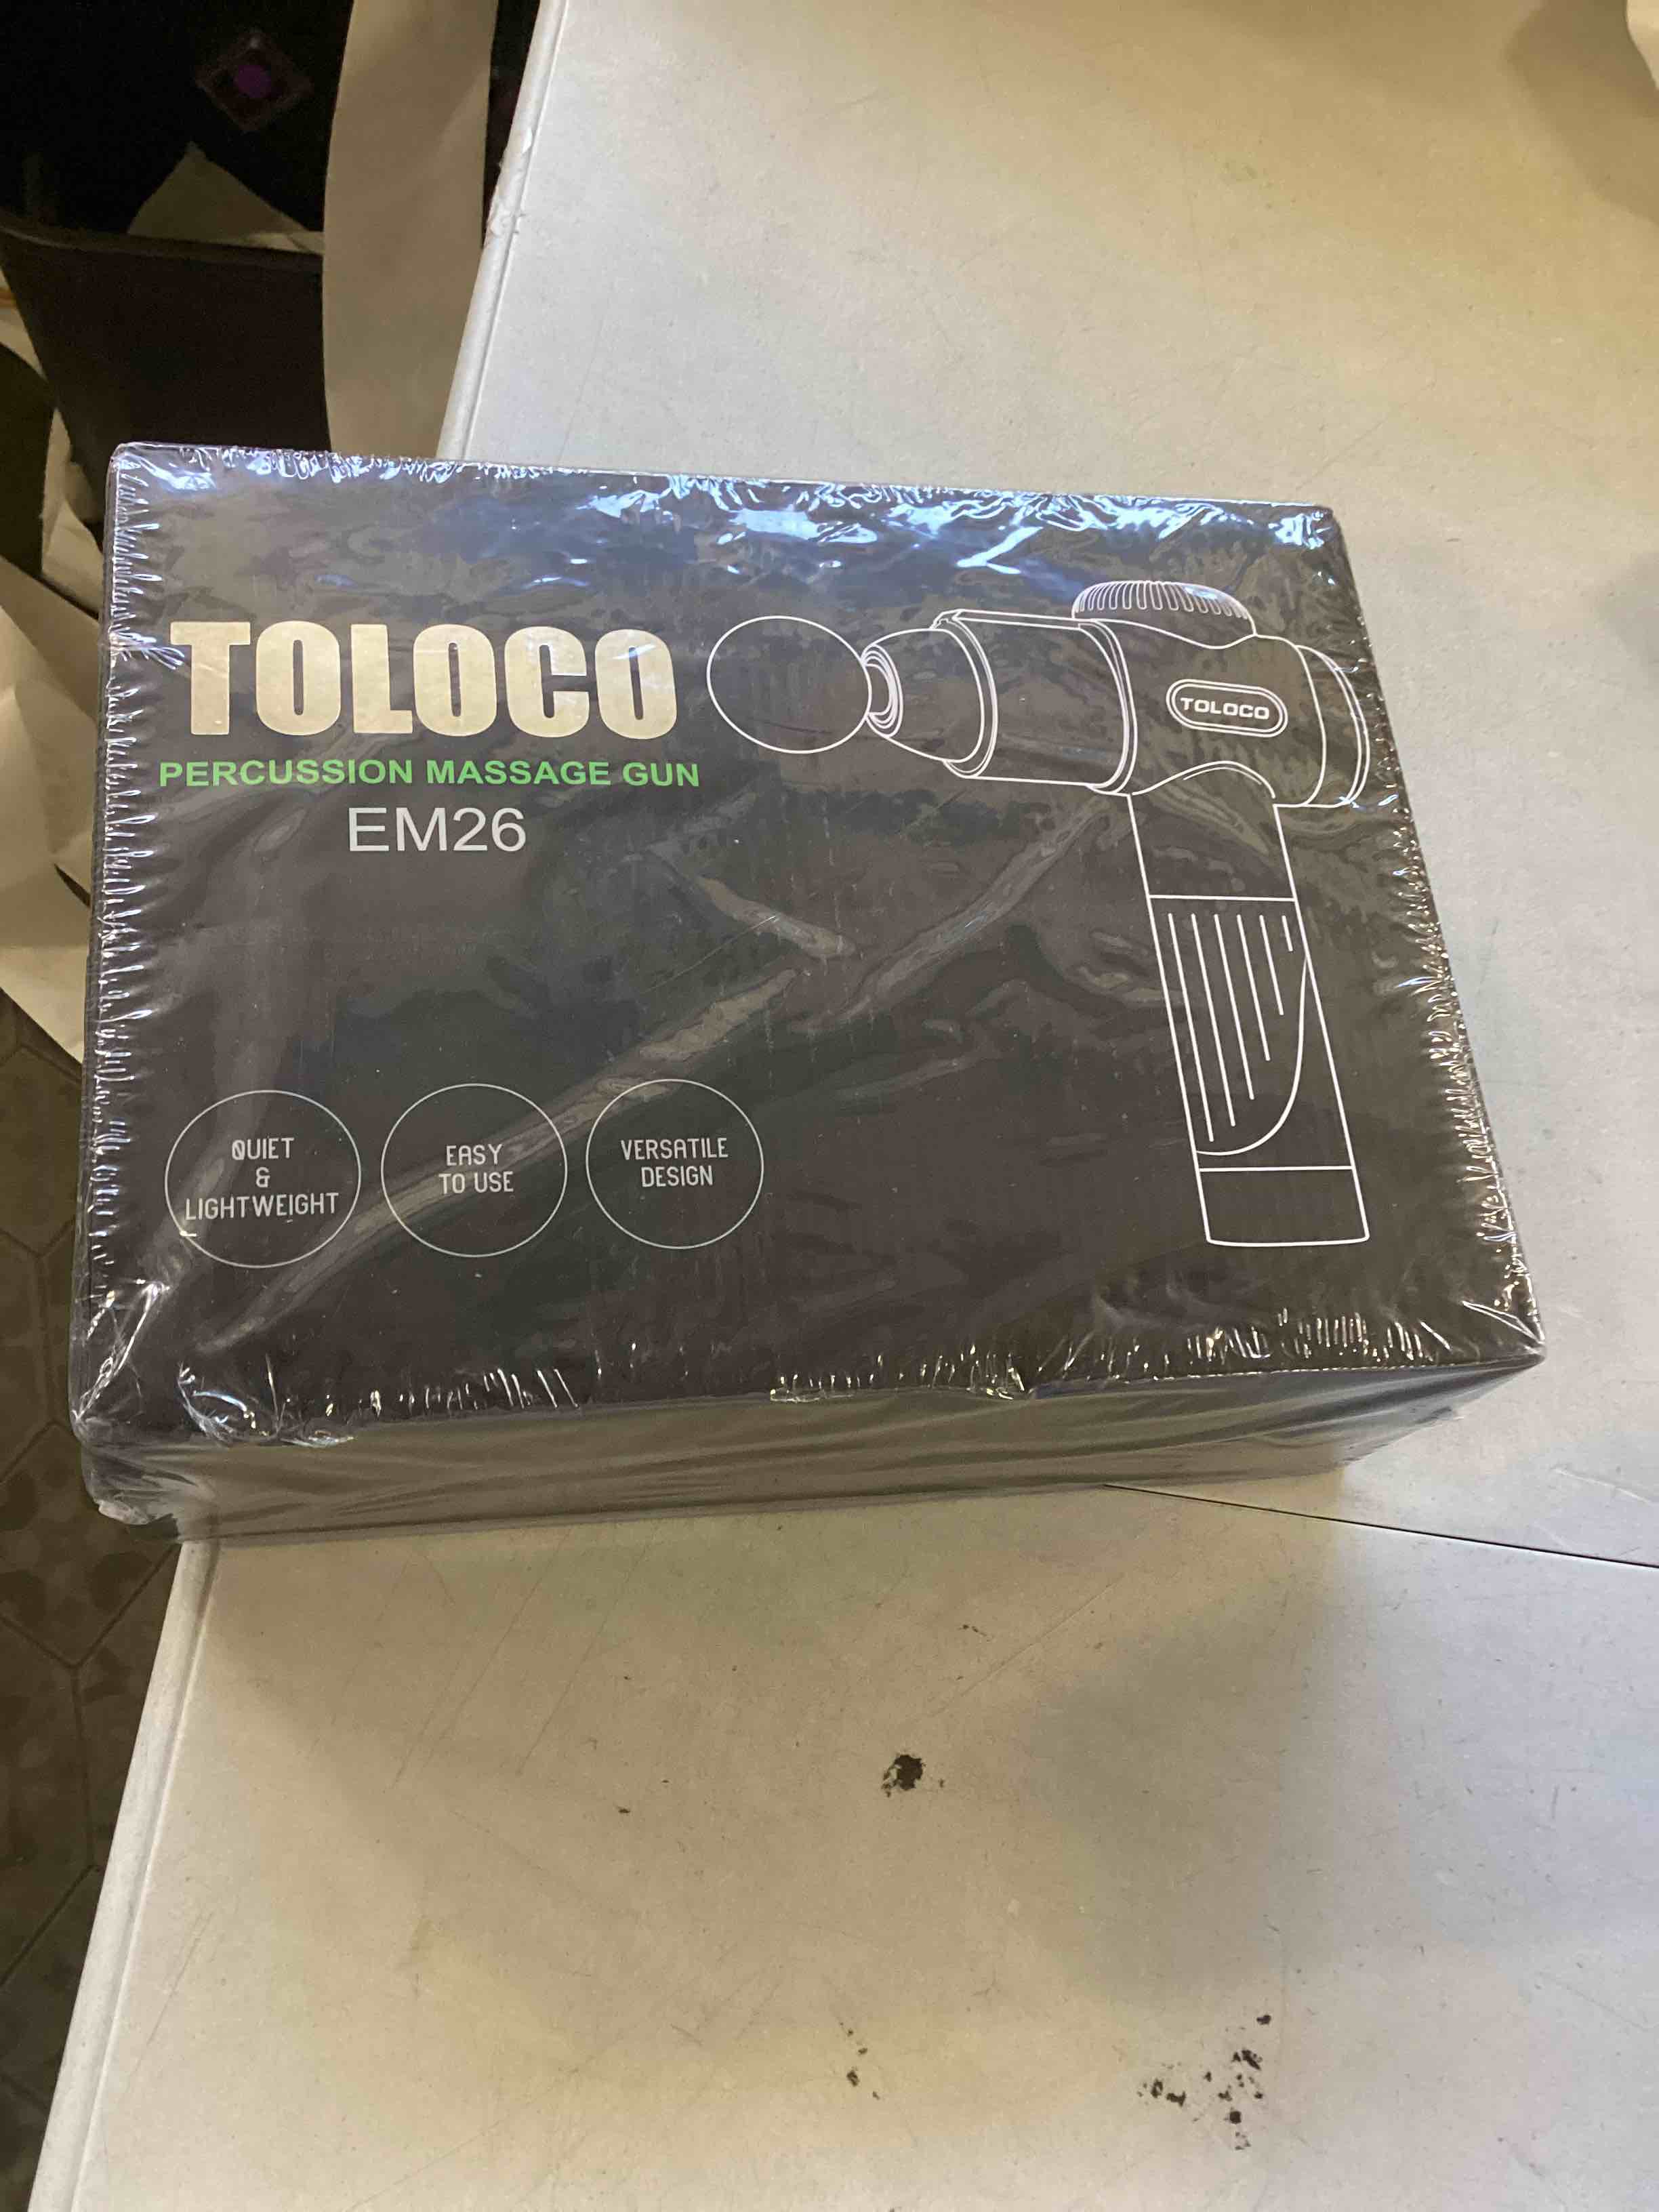 TOLOCO
PERCUSSION MASSAGE GUN
EM26
TOLOCO
QUIET
&
LIGHTWEIGHT
EASY
TO USE
VERSATILE
DESIGN